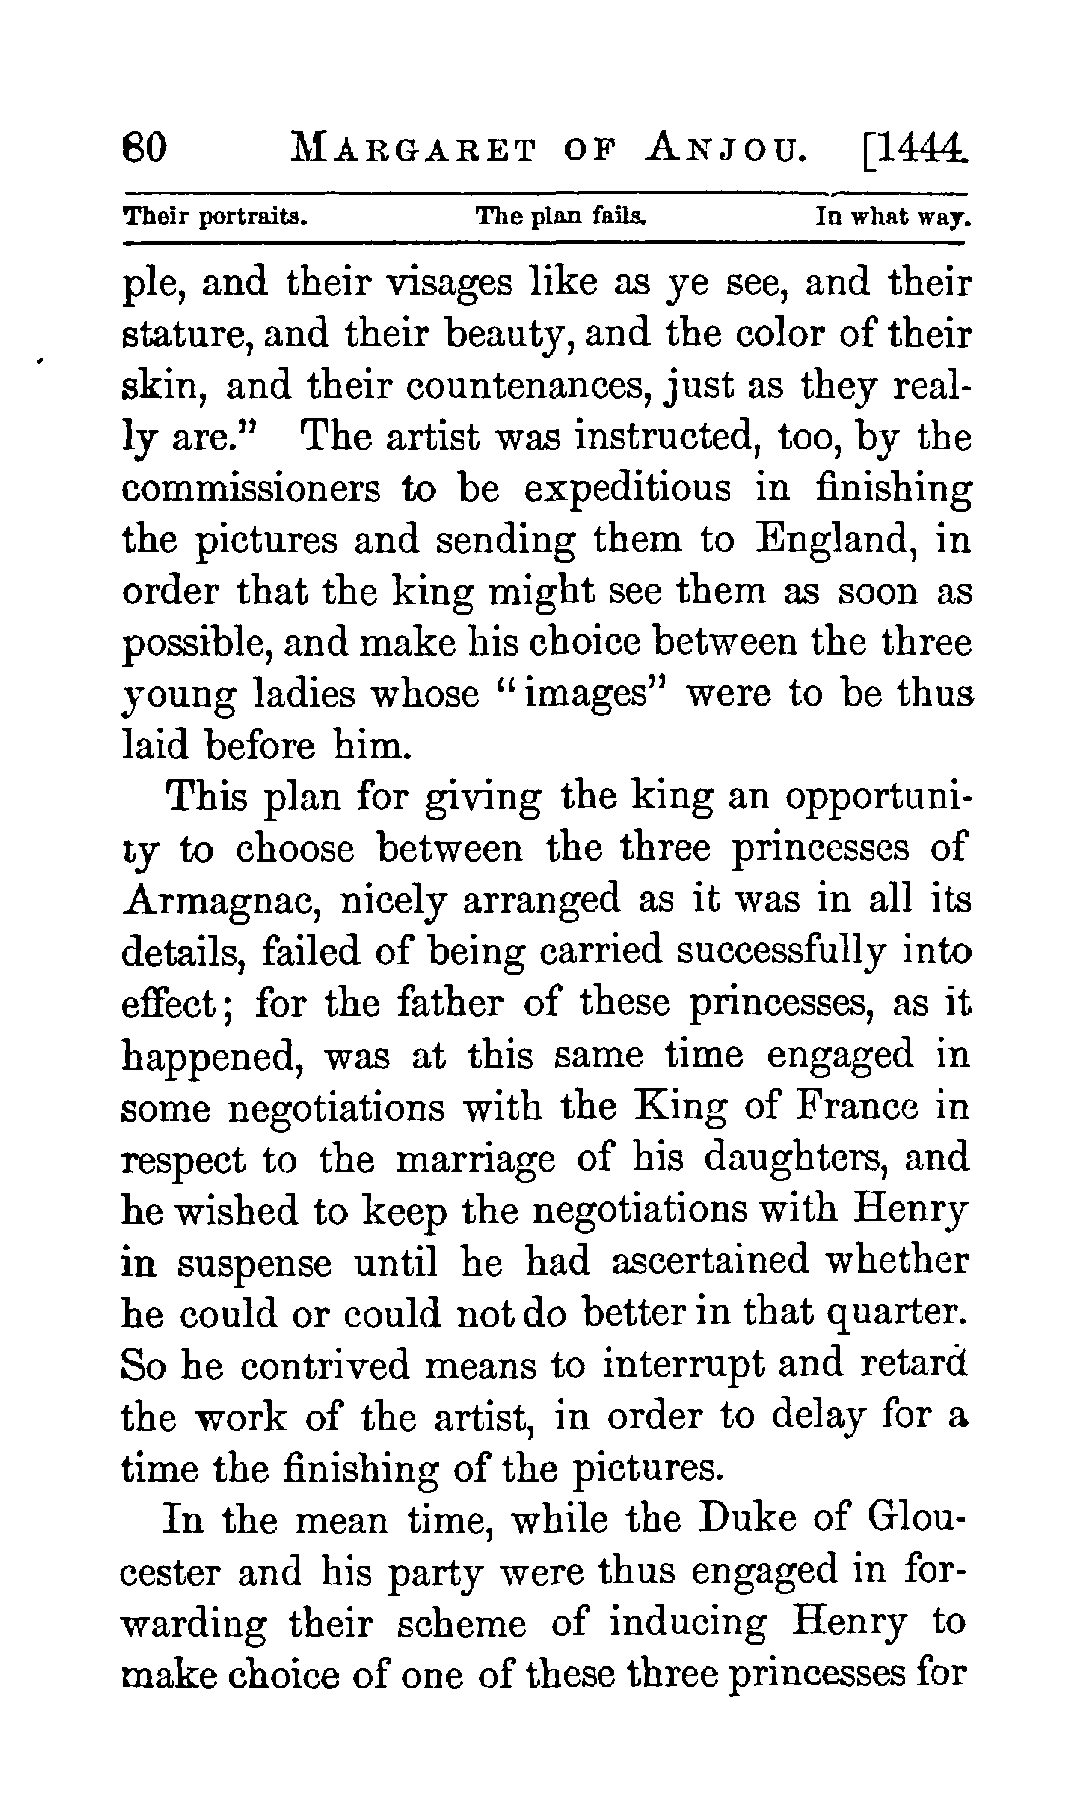 80 MARGARET OF ANJOU. [1444.
Their portraits. The plan fails. In what way.
ple, and their visages like as ye see, and their
stature, and their beauty, and the color of their
skin, and their countenances, just as they real-
ly are.” The artist was instructed, too, by the
commissioners to be expeditious in finishing
the pictures and sending them to England, in
order that the king might see them as soon as
possible, and make his choice between the three
young ladies whose “images” were to be thus
laid before him.
This plan for giving the king an opportuni-
ty to choose between the three princesses of
Armagnac, nicely arranged as it was in all its
details, failed of being carried successfully into
effect; for the father of these princesses, as it
happened, was at this same time engaged in
some negotiations with the King of France in
respect to the marriage of his daughters, and
he wished to keep the negotiations with Henry
in suspense until he had ascertained whether
he could or could not do better in that quarter.
So he contrived means to interrupt and retard
the work of the artist, in order to delay for a
time the finishing of the pictures.
In the mean time, while the Duke of Glou-
cester and his party were thus engaged in for-
warding their scheme of inducing Henry to
make choice of one of these three princesses for